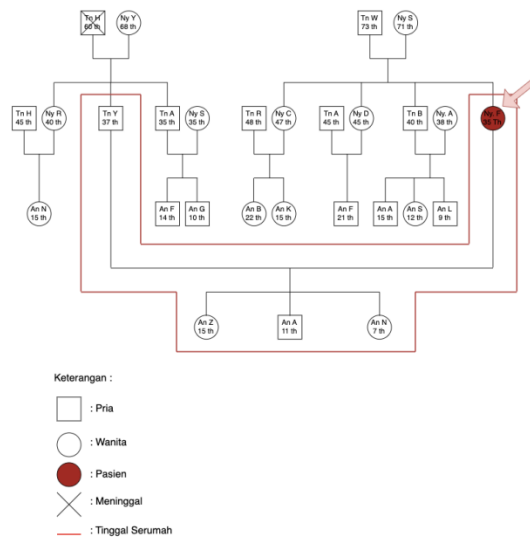 Tn H
60 th
Ny Y
68 th
Tn W
73 th
Ny S
71 th
Tn H
45 th
Ny R
40 th
Tn Y
37 th
Tn A
35 th
Ny S
35 th
Tn R
48 th
Ny C
47 th
Tn A
45 th
Ny D
45 th
Tn B
40 th
Ny. A
38 th
Ny. F
35 Th
An N
15 th
An F
14 th
An G
10 th
An B
22 th
An K
15 th
An F
21 th
An A
15 th
An S
12 th
An L
9 th
An Z
15 th
An A
11 th
An N
7 th
Keterangan :
: Pria
: Wanita
: Pasien
: Meninggal
: Tinggal Serumah